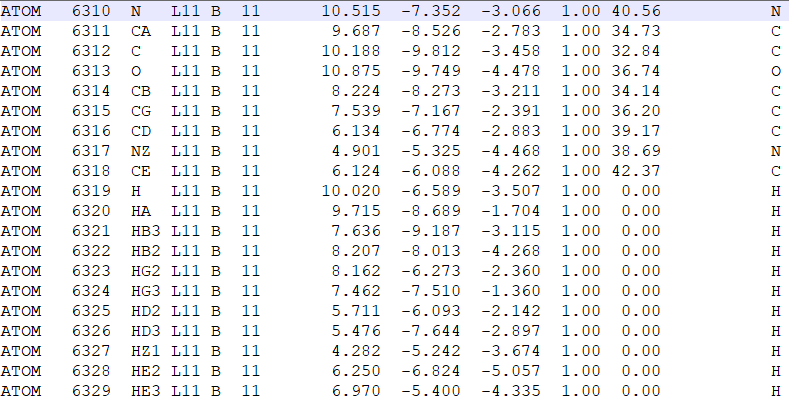 ATOM   6310  N   L11 B  11      10.515  -7.352  -3.066  1.00 40.56           N
ATOM   6311  CA  L11 B  11       9.687  -8.526  -2.783  1.00 34.73           C
ATOM   6312  C   L11 B  11      10.188  -9.812  -3.458  1.00 32.84           C
ATOM   6313  O   L11 B  11      10.875  -9.749  -4.478  1.00 36.74           O
ATOM   6314  CB  L11 B  11       8.224  -8.273  -3.211  1.00 34.14           C
ATOM   6315  CG  L11 B  11       7.539  -7.167  -2.391  1.00 36.20           C
ATOM   6316  CD  L11 B  11       6.134  -6.774  -2.883  1.00 39.17           C
ATOM   6317  NZ  L11 B  11       4.901  -5.325  -4.468  1.00 38.69           N
ATOM   6318  CE  L11 B  11       6.124  -6.088  -4.262  1.00 42.37           C
ATOM   6319  H   L11 B  11      10.020  -6.589  -3.507  1.00  0.00           H
ATOM   6320  HA  L11 B  11       9.715  -8.689  -1.704  1.00  0.00           H
ATOM   6321  HB3 L11 B  11       7.636  -9.187  -3.115  1.00  0.00           H
ATOM   6322  HB2 L11 B  11       8.207  -8.013  -4.268  1.00  0.00           H
ATOM   6323  HG2 L11 B  11       8.162  -6.273  -2.360  1.00  0.00           H
ATOM   6324  HG3 L11 B  11       7.462  -7.510  -1.360  1.00  0.00           H
ATOM   6325  HD2 L11 B  11       5.711  -6.093  -2.142  1.00  0.00           H
ATOM   6326  HD3 L11 B  11       5.476  -7.644  -2.897  1.00  0.00           H
ATOM   6327  HZ1 L11 B  11       4.282  -5.242  -3.674  1.00  0.00           H
ATOM   6328  HE2 L11 B  11       6.250  -6.824  -5.057  1.00  0.00           H
ATOM   6329  HE3 L11 B  11       6.970  -5.400  -4.335  1.00  0.00           H